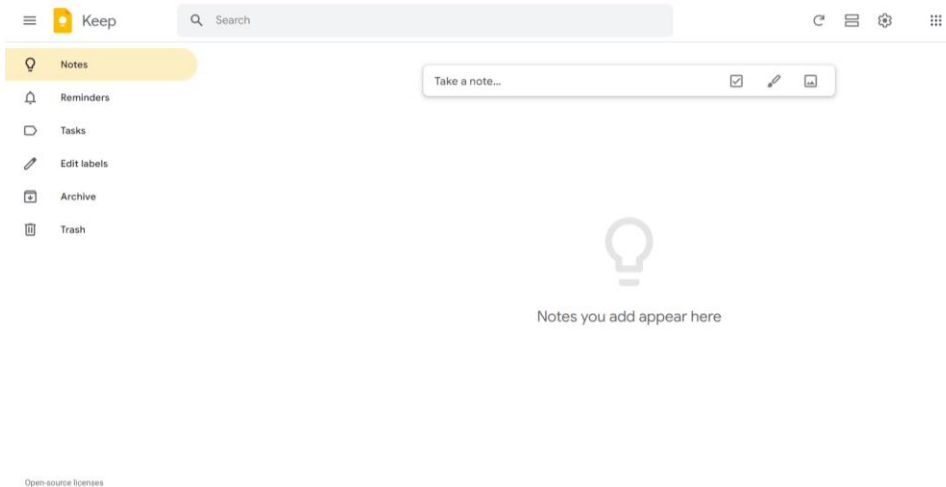 Keep
Search
Notes
Take a note...
Reminders
Tasks
Edit labels
Archive
Trash
Notes you add appear here
Open-source licenses